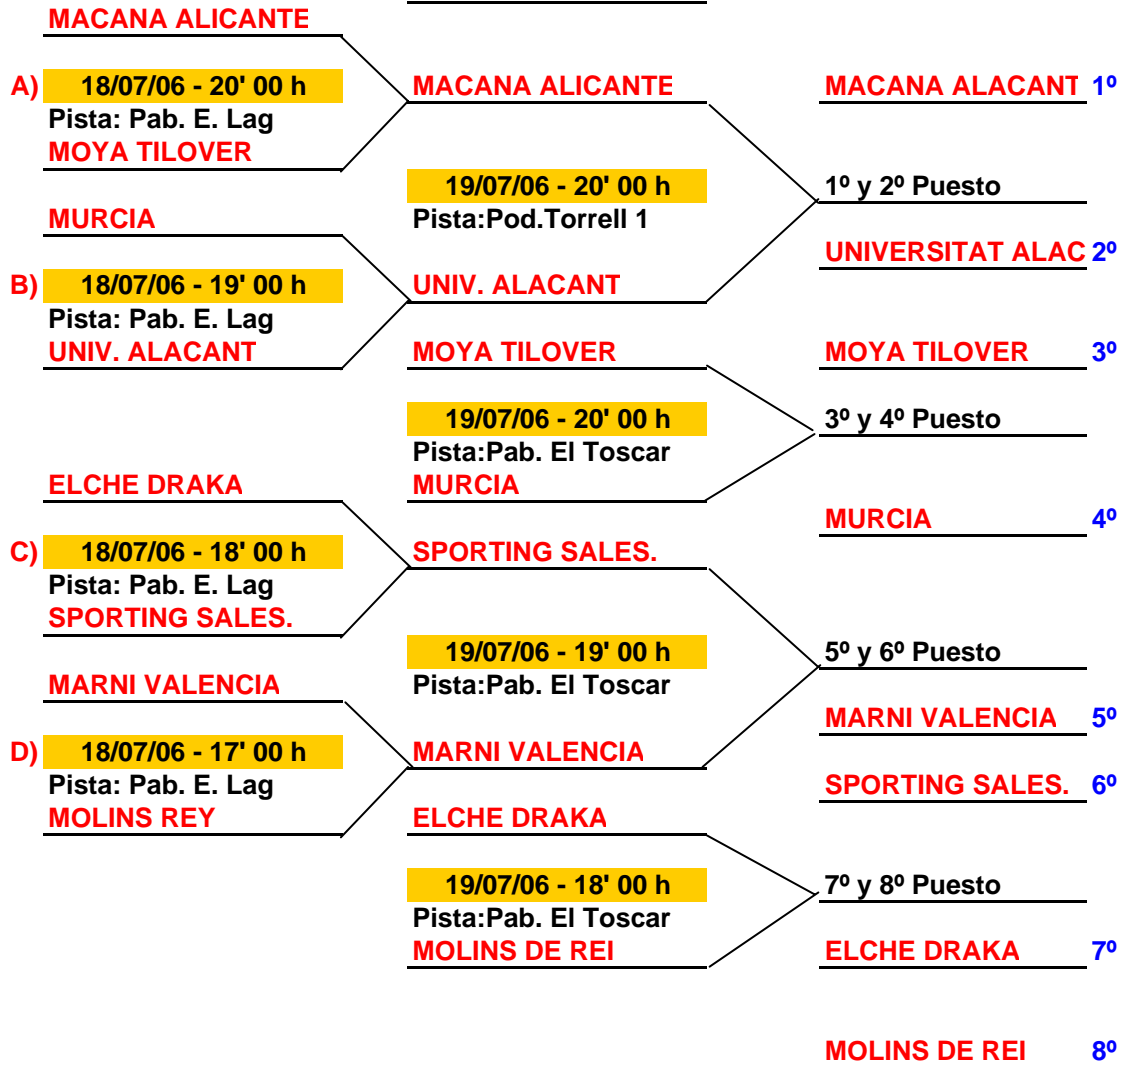 MACANA ALICANTE
A) 18/07/06 - 20' 00 h
Pista: Pab. E. Lag
MOYA TILOVER
MURCIA
B) 18/07/06 - 19' 00 h
Pista: Pab. E. Lag
UNIV. ALACANT
ELCHE DRAKA
C) 18/07/06 - 18' 00 h
Pista: Pab. E. Lag
SPORTING SALES.
MARNI VALENCIA
D) 18/07/06 - 17' 00 h
Pista: Pab. E. Lag
MOLINS REY
MACANA ALICANTE
19/07/06 - 20' 00 h
Pista:Pod.Torrell 1
UNIV. ALACANT
MOYA TILOVER
19/07/06 - 20' 00 h
Pista:Pab. El Toscar
MURCIA
SPORTING SALES.
19/07/06 - 19' 00 h
Pista:Pab. El Toscar
MARNI VALENCIA
ELCHE DRAKA
19/07/06 - 18' 00 h
Pista:Pab. El Toscar
MOLINS DE REI
MACANA ALACANT 1º
1º y 2º Puesto
UNIVERSITAT ALAC 2º
MOYA TILOVER 3º
3º y 4º Puesto
MURCIA 4º
5º y 6º Puesto
MARNI VALENCIA 5º
SPORTING SALES. 6º
7º y 8º Puesto
ELCHE DRAKA 7º
MOLINS DE REI 8º